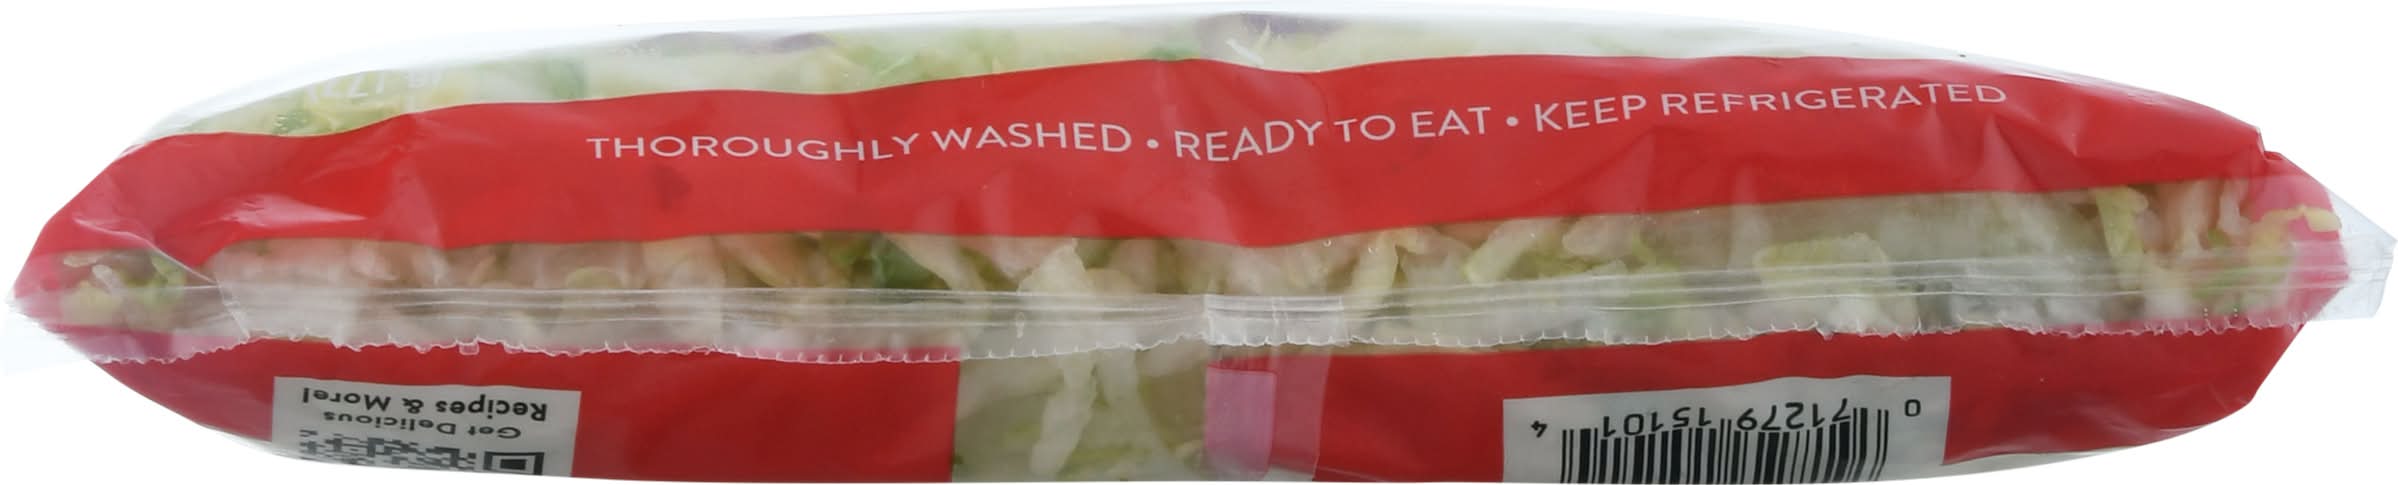 THOROUGHLY WASHED • READY TO EAT • KEEP REFRIGERATED
Get Delicious
Recipes & More!
0 71279 15101 4